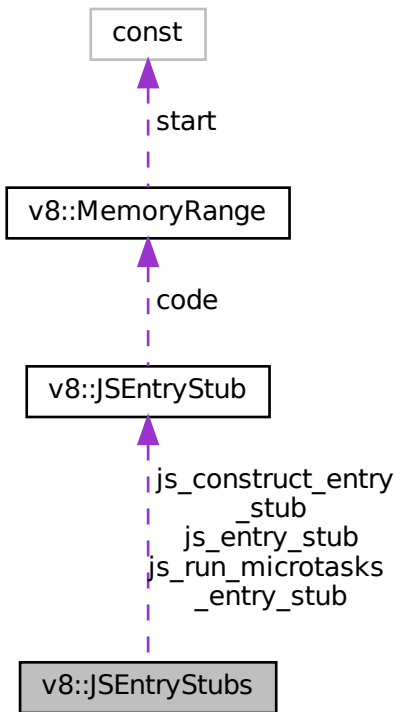 const
start
v8::MemoryRange
code
v8::JSEntryStub
js_construct_entry
_stub
js_entry_stub
js_run_microtasks
_entry_stub
v8::JSEntryStubs